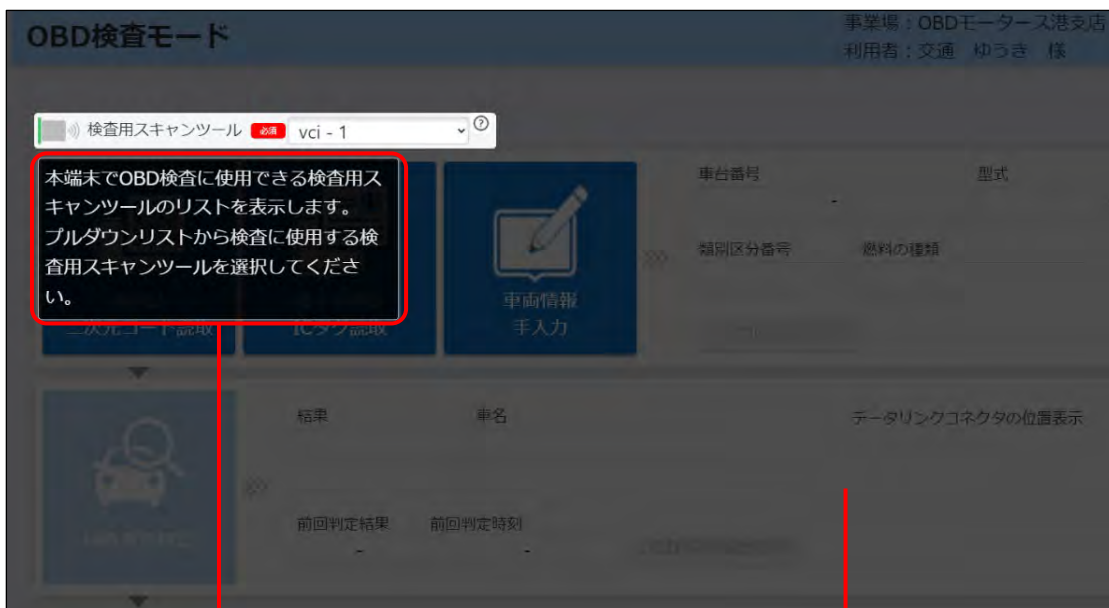 OBD検査モード
事業場：OBDモータース港支店
利用者：交通　ゆうき　様
検査用スキャンツール 必須 vci - 1 ?
本端末でOBD検査に使用できる検査用ス
キャンツールのリストを表示します。
プルダウンリストから検査に使用する検
査用スキャンツールを選択してくださ
い。
車台番号 型式
-
類別区分番号 燃料の種類
車両情報
手入力
二次元コード読取
ICタグ読取
結果 車名 データリンクコネクタの位置表示
前回判定結果 前回判定時刻
- -